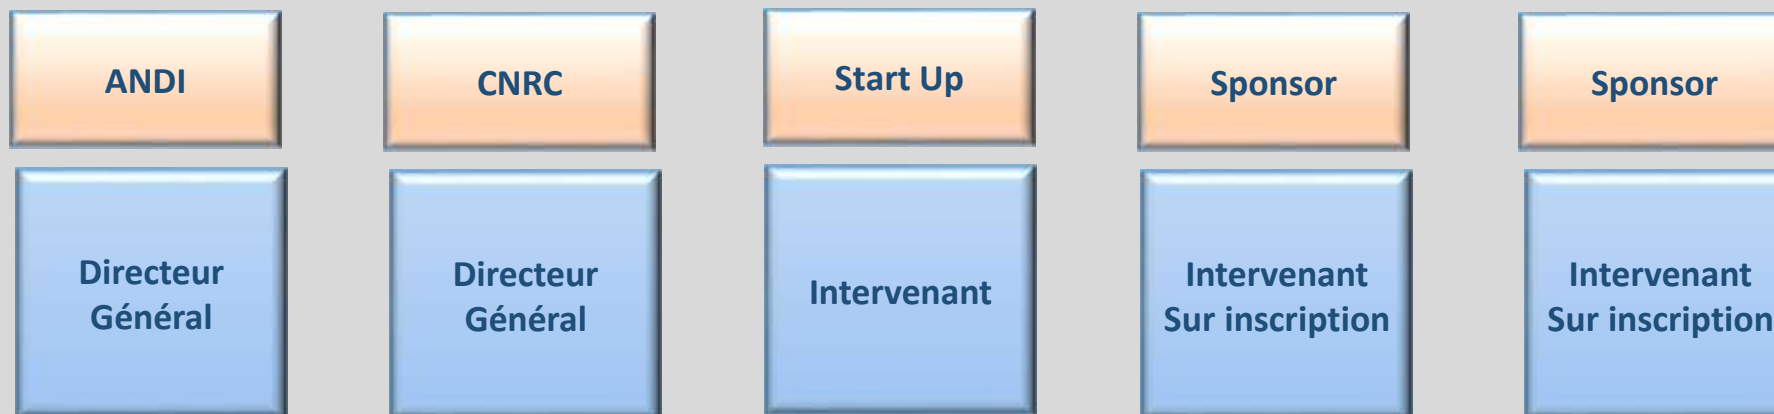 ANDI
CNRC
Start Up
Sponsor
Sponsor
Directeur
Général
Directeur
Général
Intervenant
Intervenant
Sur inscription
Intervenant
Sur inscription